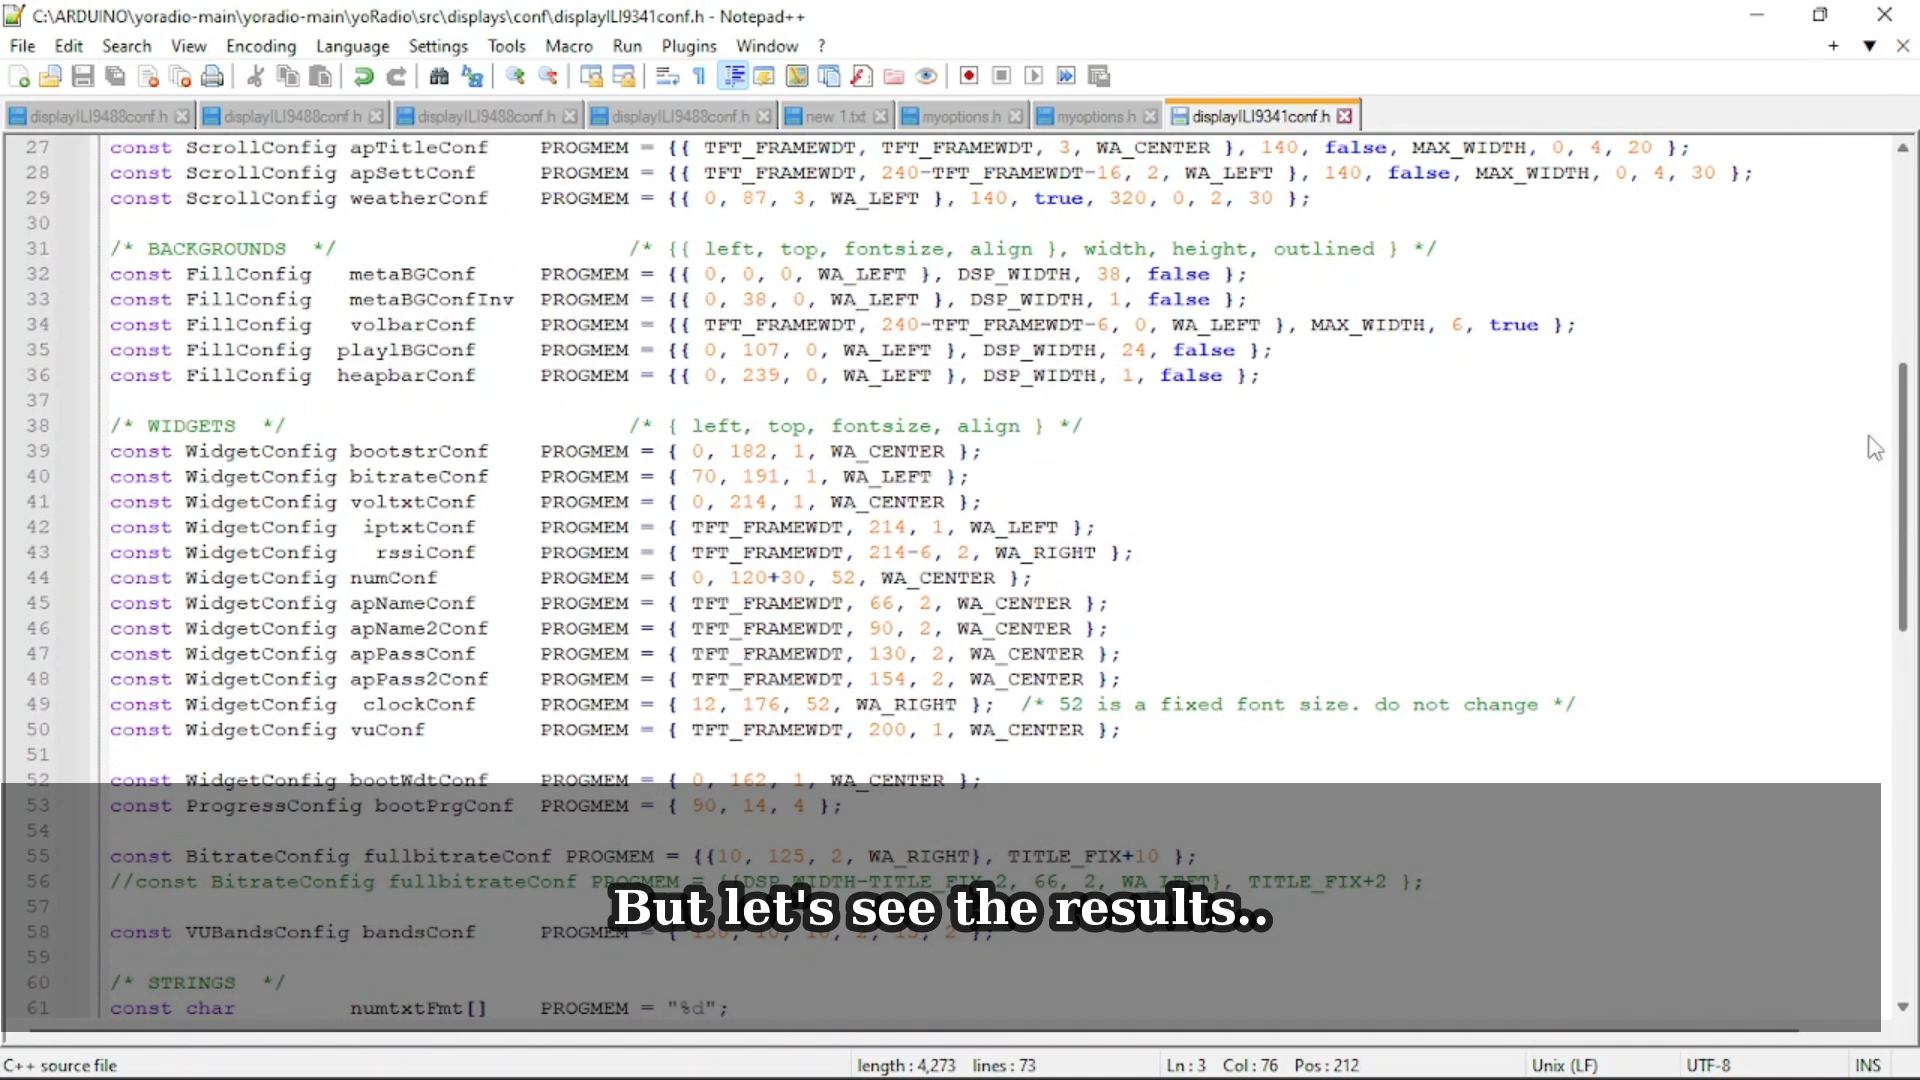 C:\ARDUINO\yoradio-main\yoradio-main\yoRadio\src\displays\conf\displayILI9341conf.h - Notepad++
File Edit Search View Encoding Language Settings Tools Macro Run Plugins Window ?
displayILI9488conf.h displayILI9488conf.h displayILI9488conf.h displayILI9488conf.h new 1.txt myoptions.h myoptions.h displayILI9341conf.h
27 const ScrollConfig apTitleConf PROGMEM = {{ TFT_FRAMEWDT, TFT_FRAMEWDT, 3, WA_CENTER }, 140, false, MAX_WIDTH, 0, 4, 20 };
28 const ScrollConfig apSettConf PROGMEM = {{ TFT_FRAMEWDT, 240-TFT_FRAMEWDT-16, 2, WA_LEFT }, 140, false, MAX_WIDTH, 0, 4, 30 };
29 const ScrollConfig weatherConf PROGMEM = {{ 0, 87, 3, WA_LEFT }, 140, true, 320, 0, 2, 30 };
30
31 /* BACKGROUNDS */ /* {{ left, top, fontsize, align }, width, height, outlined } */
32 const FillConfig metaBGConf PROGMEM = {{ 0, 0, 0, WA_LEFT }, DSP_WIDTH, 38, false };
33 const FillConfig metaBGConfInv PROGMEM = {{ 0, 38, 0, WA_LEFT }, DSP_WIDTH, 1, false };
34 const FillConfig volbarConf PROGMEM = {{ TFT_FRAMEWDT, 240-TFT_FRAMEWDT-6, 0, WA_LEFT }, MAX_WIDTH, 6, true };
35 const FillConfig playlBGConf PROGMEM = {{ 0, 107, 0, WA_LEFT }, DSP_WIDTH, 24, false };
36 const FillConfig heapbarConf PROGMEM = {{ 0, 239, 0, WA_LEFT }, DSP_WIDTH, 1, false };
37
38 /* WIDGETS */ /* { left, top, fontsize, align } */
39 const WidgetConfig bootstrConf PROGMEM = { 0, 182, 1, WA_CENTER };
40 const WidgetConfig bitrateConf PROGMEM = { 70, 191, 1, WA_LEFT };
41 const WidgetConfig voltxtConf PROGMEM = { 0, 214, 1, WA_CENTER };
42 const WidgetConfig iptxtConf PROGMEM = { TFT_FRAMEWDT, 214, 1, WA_LEFT };
43 const WidgetConfig rssiConf PROGMEM = { TFT_FRAMEWDT, 214-6, 2, WA_RIGHT };
44 const WidgetConfig numConf PROGMEM = { 0, 120+30, 52, WA_CENTER };
45 const WidgetConfig apNameConf PROGMEM = { TFT_FRAMEWDT, 66, 2, WA_CENTER };
46 const WidgetConfig apName2Conf PROGMEM = { TFT_FRAMEWDT, 90, 2, WA_CENTER };
47 const WidgetConfig apPassConf PROGMEM = { TFT_FRAMEWDT, 130, 2, WA_CENTER };
48 const WidgetConfig apPass2Conf PROGMEM = { TFT_FRAMEWDT, 154, 2, WA_CENTER };
49 const WidgetConfig clockConf PROGMEM = { 12, 176, 52, WA_RIGHT }; /* 52 is a fixed font size. do not change */
50 const WidgetConfig vuConf PROGMEM = { TFT_FRAMEWDT, 200, 1, WA_CENTER };
51
52 const WidgetConfig bootWdtConf PROGMEM = { 0, 162, 1, WA_CENTER };
53 const ProgressConfig bootPrgConf PROGMEM = { 90, 14, 4 };
54
55 const BitrateConfig fullbitrateConf PROGMEM = {{10, 125, 2, WA_RIGHT}, TITLE_FIX+10 };
56 //const BitrateConfig fullbitrateConf PROGMEM = {{DSP_WIDTH-TITLE_FIX-2, 66, 2, WA_LEFT}, TITLE_FIX+2 };
57
But let's see the results..
58 const VUBandsConfig bandsConf PROGMEM
59
60 /* STRINGS */
61 const char numtxtFmt[] PROGMEM = "%d";
C++ source file length : 4,273 lines : 73 Ln : 3 Col : 76 Pos : 212 Unix (LF) UTF-8 INS